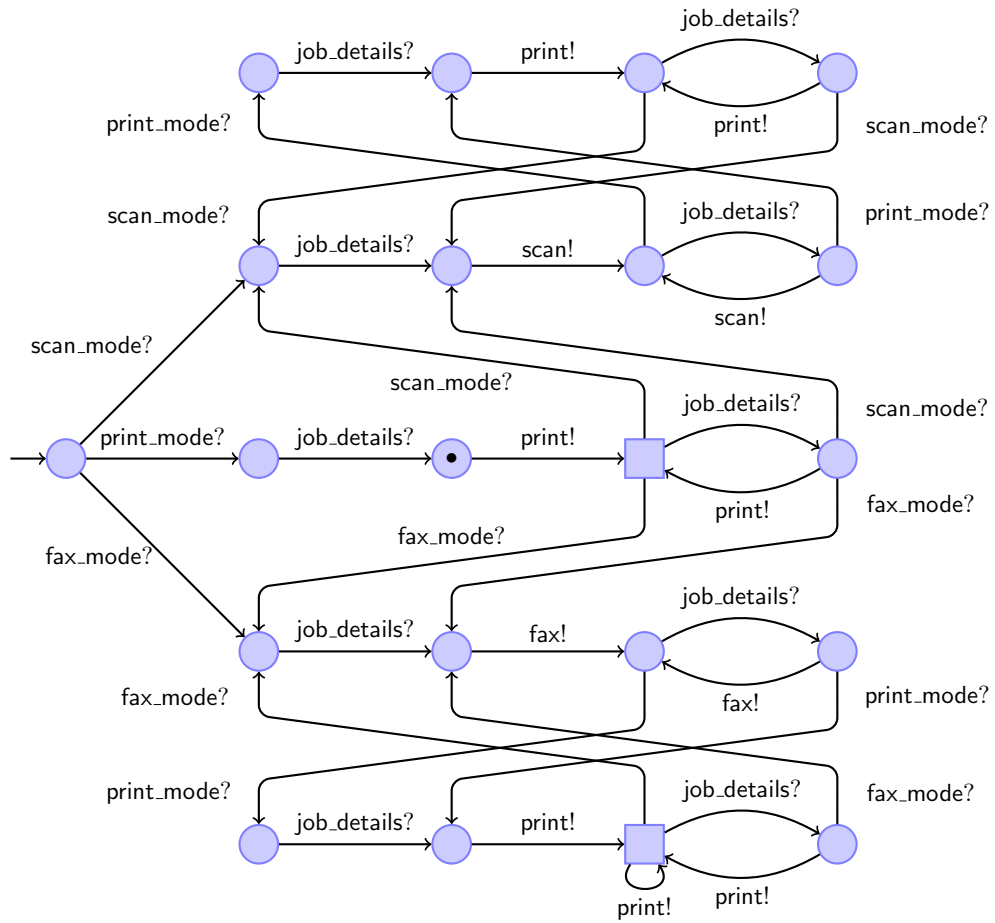 job_details?
job_details?
print!
print_mode?
print!
scan_mode?
scan_mode?
job_details?
print_mode?
job_details?
scan!
scan_mode?
scan!
scan_mode?
job_details?
scan_mode?
print_mode?
job_details?
print!
print!
fax_mode?
fax_mode?
fax_mode?
job_details?
job_details?
fax!
fax_mode?
fax!
print_mode?
print_mode?
job_details?
fax_mode?
job_details?
print!
print!
print!